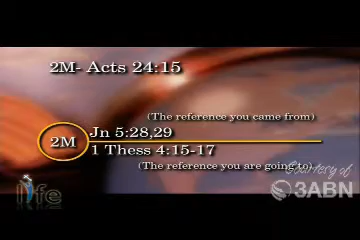 2M- Acts 24:15
(The reference you came from)
2M
Jn 5:28,29
1 Thess 4:15-17
(The reference you are going to)
Courtesy of
3ABN
life